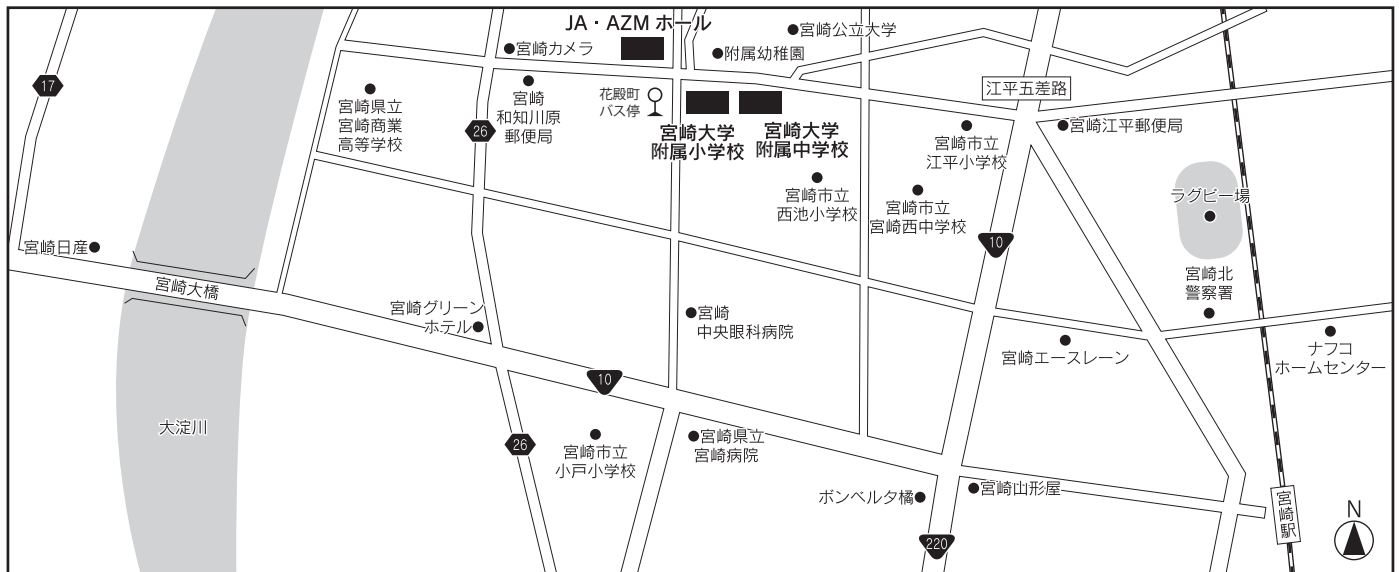 JA・AZM ホール
宮崎公立大学
宮崎カメラ
附属幼稚園
17
宮崎県立
宮崎商業
高等学校
宮崎
和知川原
郵便局
花殿町
バス停
江平五差路
26
宮崎大学
附属小学校
宮崎大学
附属中学校
宮崎市立
江平小学校
宮崎江平郵便局
宮崎市立
西池小学校
宮崎市立
宮崎西中学校
ラグビー場
10
宮崎日産
宮崎大橋
宮崎グリーン
ホテル
宮崎
中央眼科病院
宮崎北
警察署
宮崎エースレーン
ナフコ
ホームセンター
10
大淀川
26
宮崎市立
小戸小学校
宮崎県立
宮崎病院
ボンベルタ橘
宮崎山形屋
宮崎駅
220
N